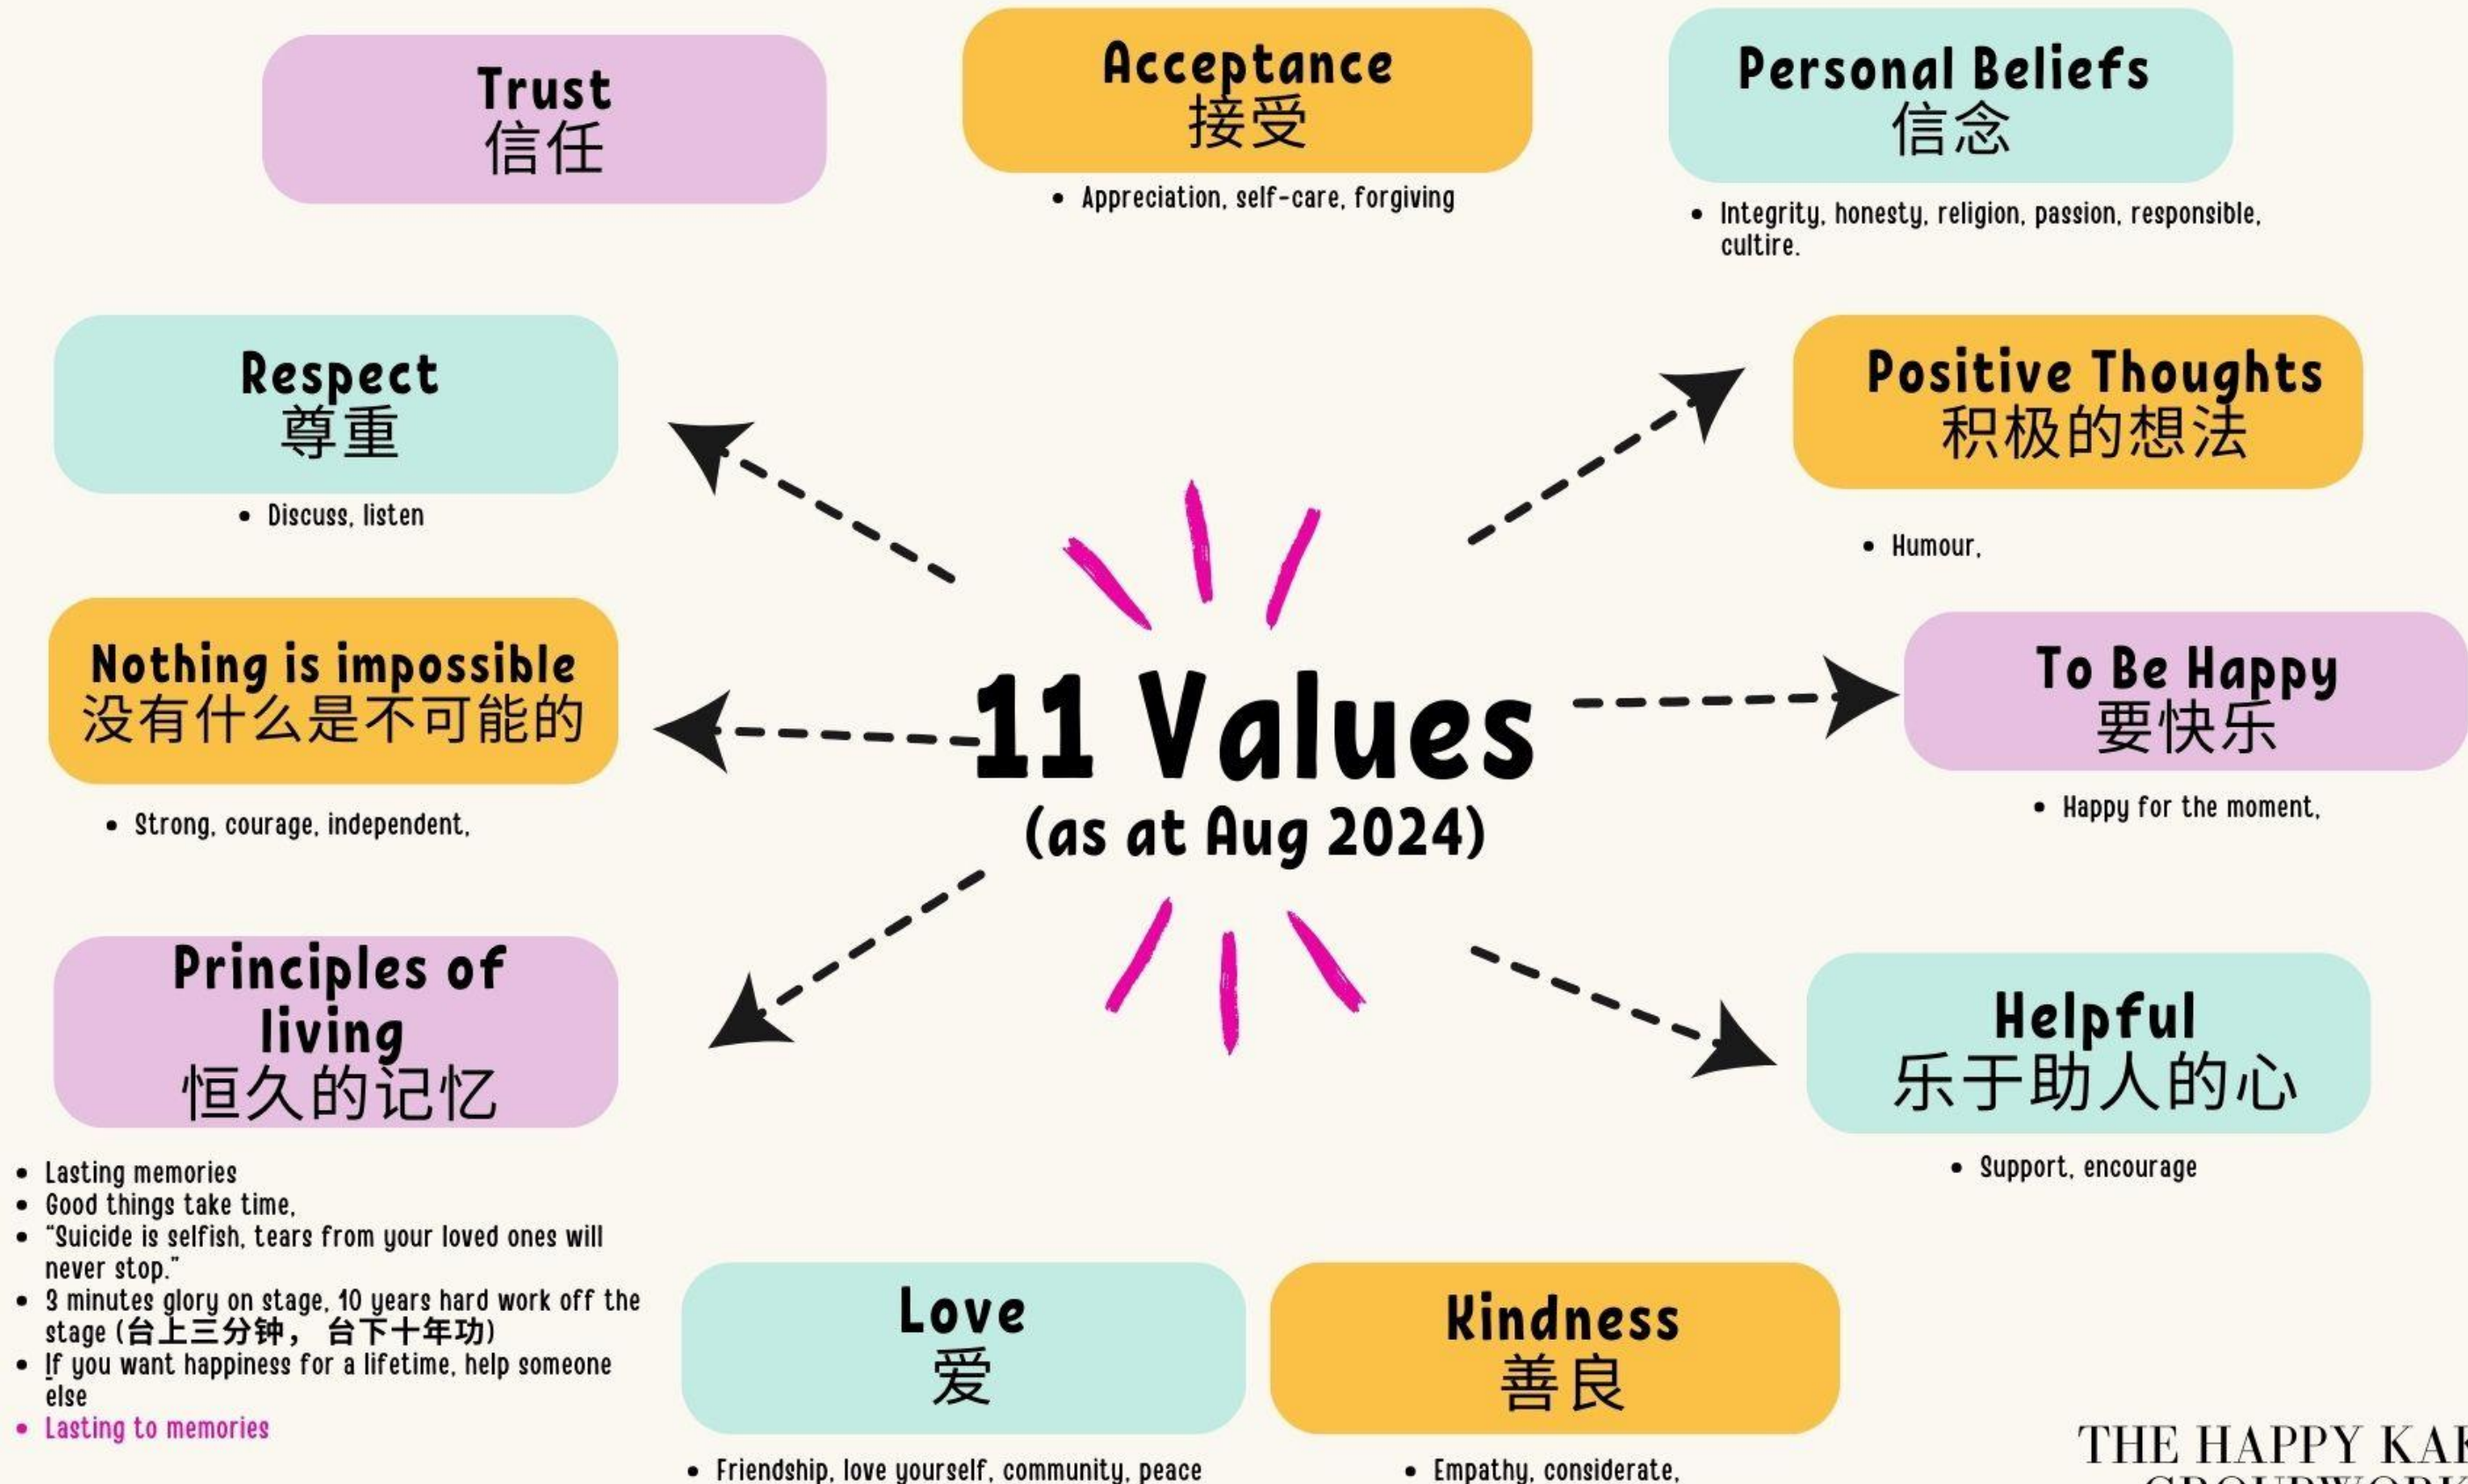 Trust
信任
Acceptance
接受
• Appreciation, self-care, forgiving
Personal Beliefs
信念
• Integrity, honesty, religion, passion, responsible,
cultire.
Respect
尊重
• Discuss, listen
Positive Thoughts
积极的想法
• Humour,
Nothing is impossible
没有什么是不可能的
• Strong, courage, independent,
11 Values
(as at Aug 2024)
To Be Happy
要快乐
• Happy for the moment,
Principles of
living
恒久的记忆
• Lasting memories
• Good things take time,
• “Suicide is selfish, tears from your loved ones will
never stop.”
• 3 minutes glory on stage, 10 years hard work off the
stage (台上三分钟， 台下十年功)
• If you want happiness for a lifetime, help someone
else
• Lasting to memories
Helpful
乐于助人的心
• Support, encourage
Love
爱
• Friendship, love yourself, community, peace
Kindness
善良
• Empathy, considerate,
THE HAPPY